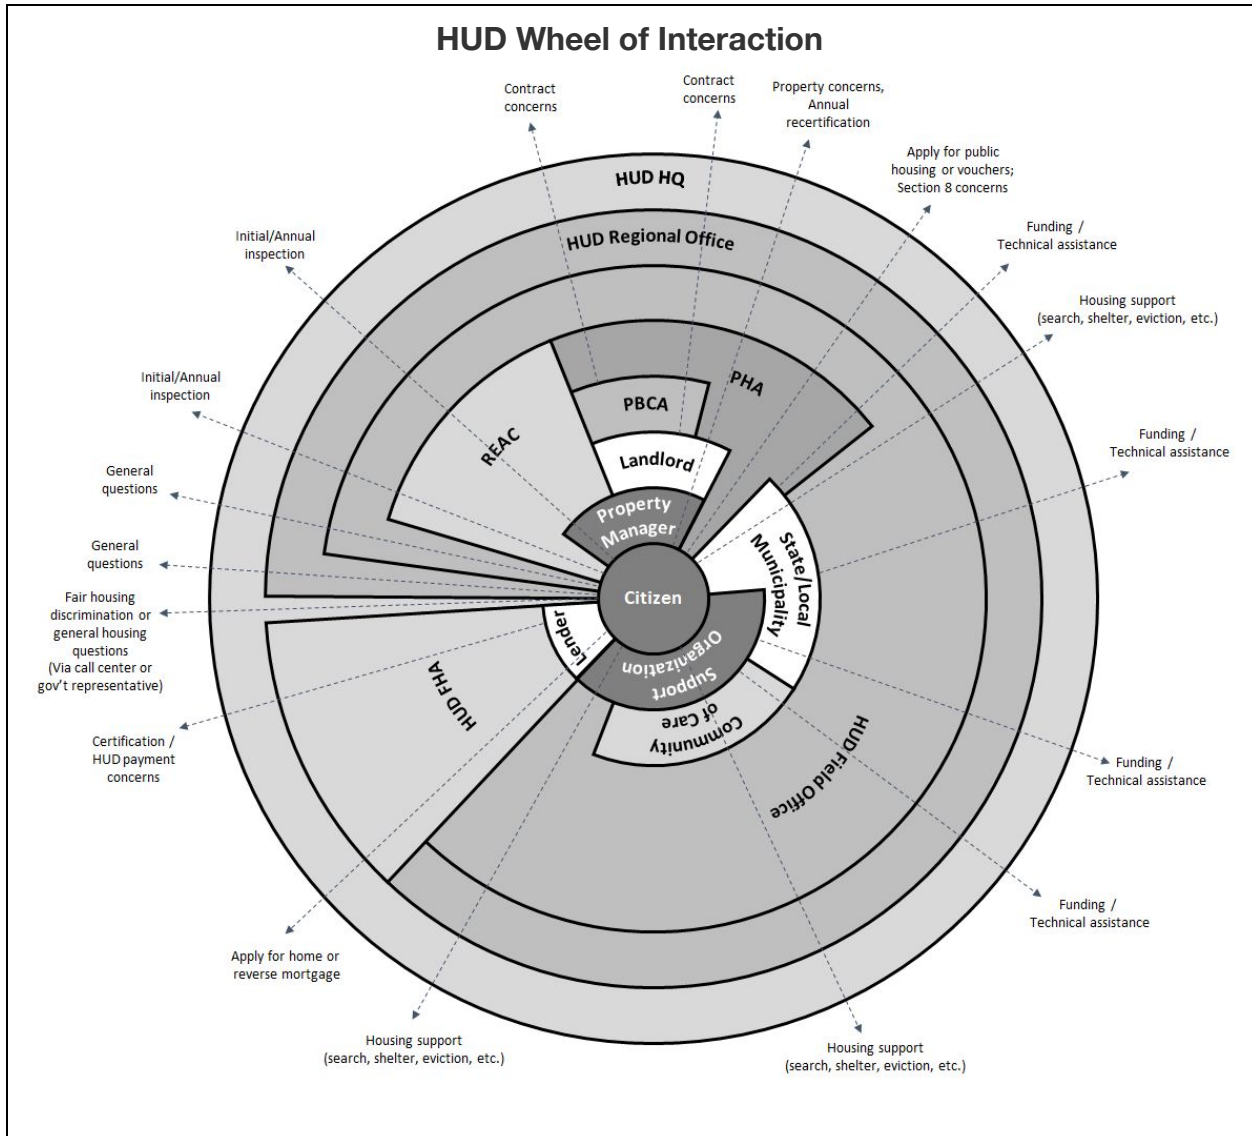 HUD Wheel of Interaction
Contract
concerns
Contract
concerns
Property concerns,
Annual
recertification
Apply for public
housing or vouchers;
Section 8 concerns
Funding /
Technical assistance
Housing support
(search, shelter, eviction, etc.)
Funding /
Technical assistance
Funding /
Technical assistance
Funding /
Technical assistance
Housing support
(search, shelter, eviction, etc.)
Housing support
(search, shelter, eviction, etc.)
Apply for home or
reverse mortgage
Certification /
HUD payment
concerns
Fair housing
discrimination or
general housing
questions
(Via call center or
gov't representative)
General
questions
General
questions
Initial/Annual
inspection
Initial/Annual
inspection
HUD HQ
HUD Regional Office
PHA
PBCA
REAC
Landlord
Property
Manager
Citizen
State/Local
Municipality
Support
Organization
Community
of Care
Lender
HUD FHA
HUD Field Office